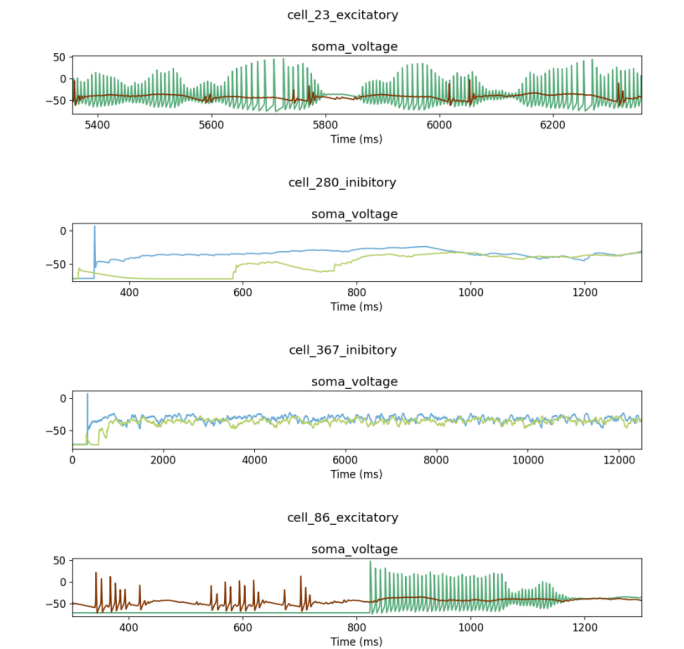 cell_23_excitatory
soma_voltage
50
0
−50
5400 5600 5800 6000 6200
Time (ms)
cell_280_inibitory
soma_voltage
0
−50
400 600 800 1000 1200
Time (ms)
cell_367_inibitory
soma_voltage
0
−50
0 2000 4000 6000 8000 10000 12000
Time (ms)
cell_86_excitatory
soma_voltage
50
0
−50
400 600 800 1000 1200
Time (ms)